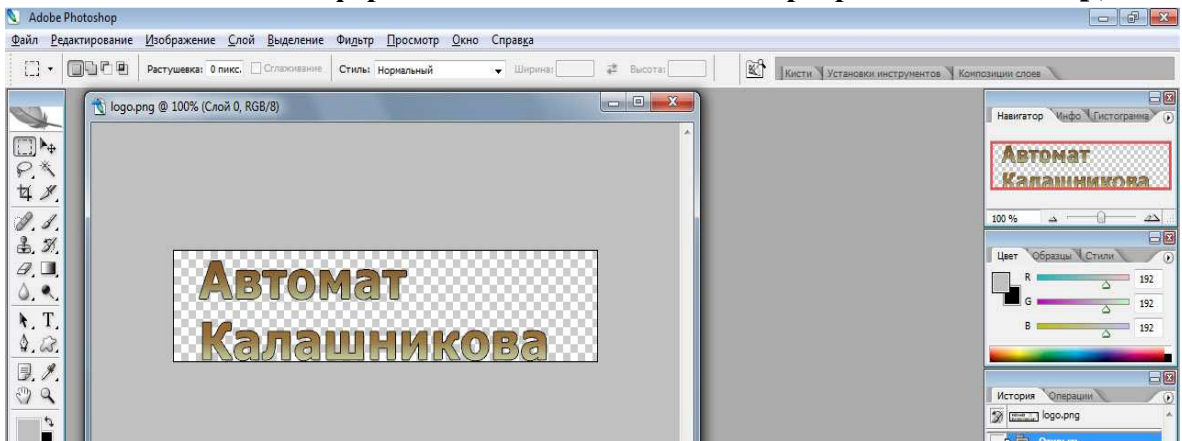 Adobe Photoshop
Файл Редактирование Изображение Слой Выделение Фильтр Просмотр Окно Справка
Растушевка: 0 пикс. Сглаживание Стиль: Нормальный Ширина: Высота: Кисти Установки инструментов Композиции слоев
logo.png @ 100% (Слой 0, RGB/8)
Навигатор Инфо Гистограмма
Автомат
Калашникова
100 %
Цвет Образцы Стили
R 192
G 192
B 192
Автомат
Калашникова
История Операции
logo.png